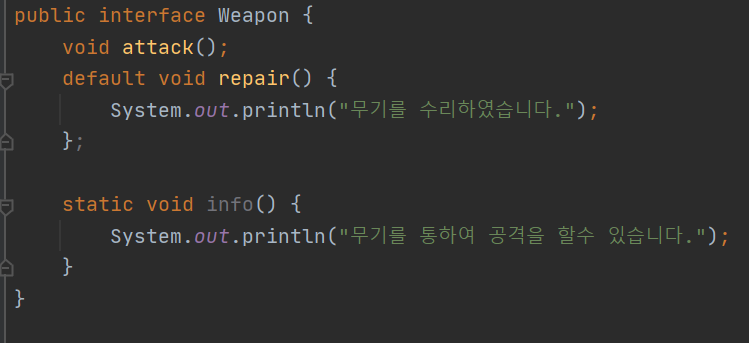 public interface Weapon {
    void attack();
    default void repair() {
        System.out.println("무기를 수리하였습니다.");
    };
    static void info() {
        System.out.println("무기를 통하여 공격을 할수 있습니다.");
    }
}